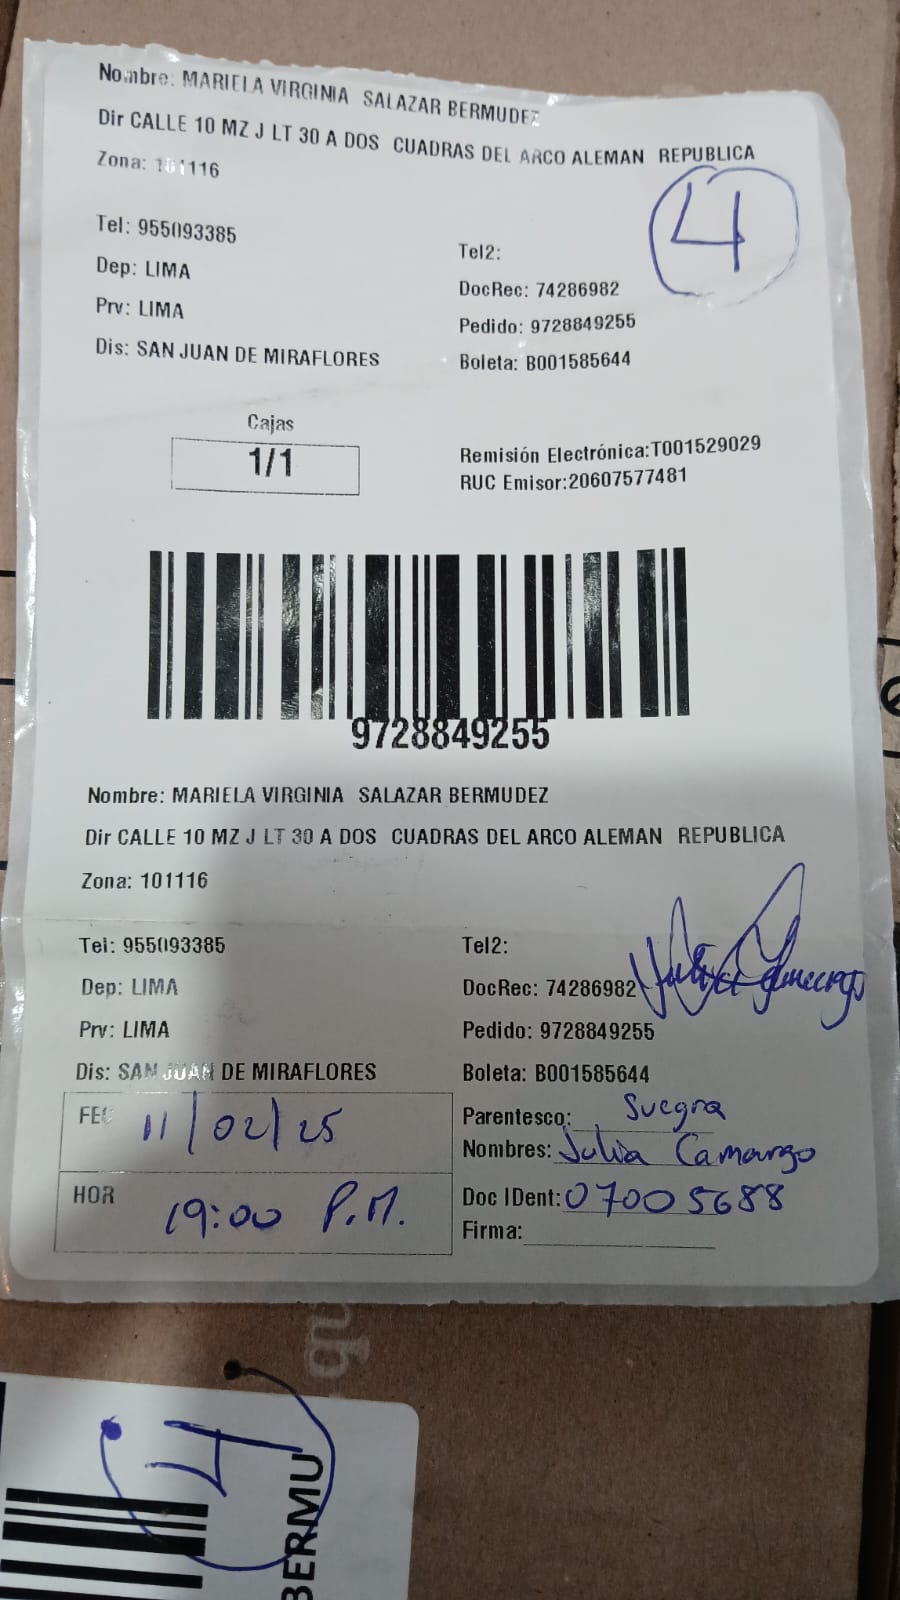 Nombre: MARIELA VIRGINIA SALAZAR BERMUDEZ
Dir CALLE 10 MZ J LT 30 A DOS CUADRAS DEL ARCO ALEMAN REPUBLICA
Zona: 101116
4
Tel: 955093385
Tel2:
Dep: LIMA
DocRec: 74286982
Prv: LIMA
Pedido: 9728849255
Dis: SAN JUAN DE MIRAFLORES
Boleta: B001585644
Cajas
1/1
Remisión Electrónica:T001529029
RUC Emisor:20607577481
9728849255
Nombre: MARIELA VIRGINIA SALAZAR BERMUDEZ
Dir CALLE 10 MZ J LT 30 A DOS CUADRAS DEL ARCO ALEMAN REPUBLICA
Zona: 101116
Tel: 955093385
Tel2:
Dep: LIMA
DocRec: 74286982
Julia Camargo
Prv: LIMA
Pedido: 9728849255
Dis: SAN JUAN DE MIRAFLORES
Boleta: B001585644
FEC 11/02/25
Parentesco: Suegra
Nombres: Julia Camargo
HOR 19:00 P.M.
Doc IDent: 07005688
Firma:
4
BERMU